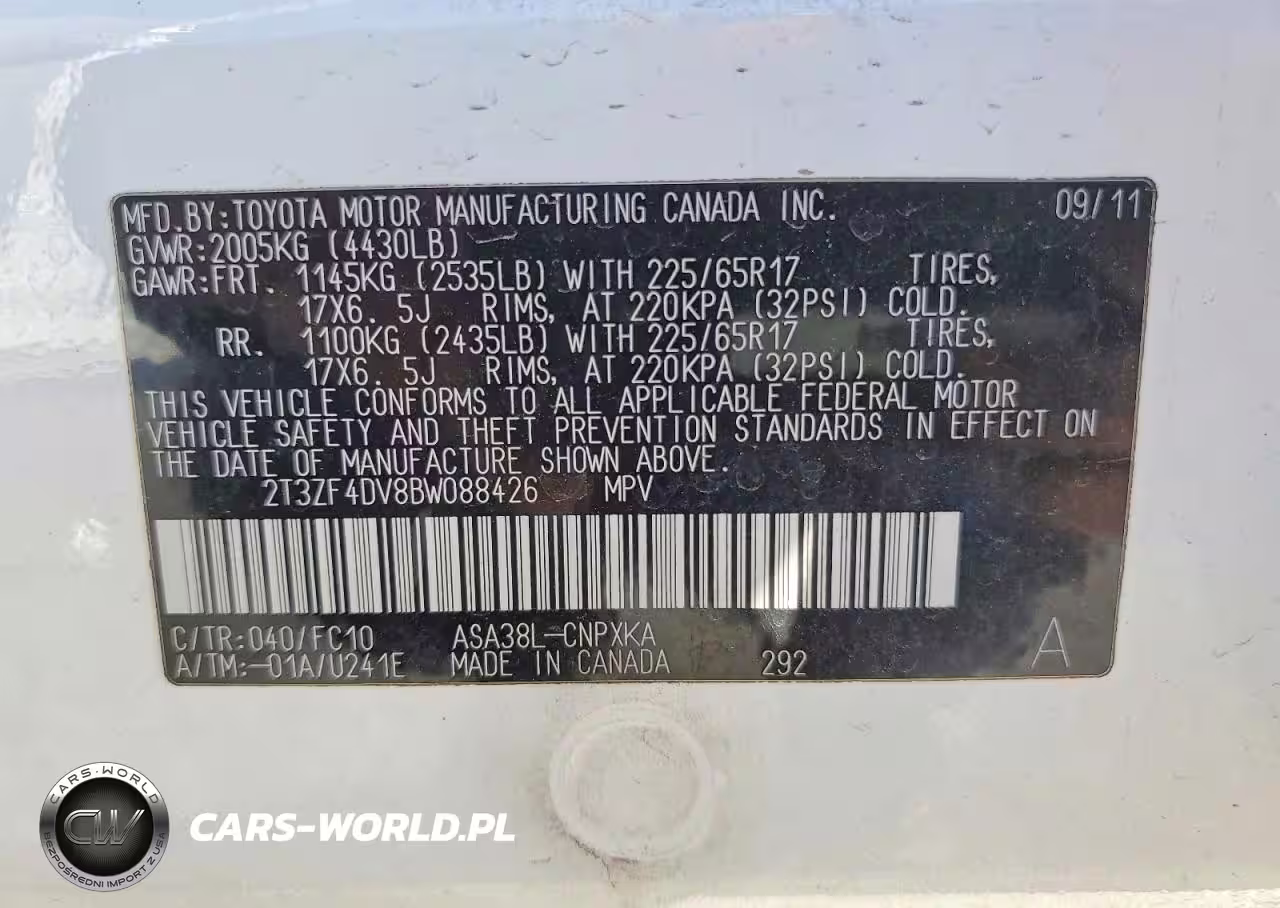 MFD.BY:TOYOTA MOTOR MANUFACTURING CANADA INC. 09/11
GVWR:2005KG (4430LB)
GAWR:FRT. 1145KG (2535LB) WITH 225/65R17 TIRES,
17X6. 5J RIMS, AT 220KPA (32PSI) COLD.
RR. 1100KG (2435LB) WITH 225/65R17 TIRES,
17X6. 5J RIMS, AT 220KPA (32PSI) COLD.
THIS VEHICLE CONFORMS TO ALL APPLICABLE FEDERAL MOTOR
VEHICLE SAFETY AND THEFT PREVENTION STANDARDS IN EFFECT ON
THE DATE OF MANUFACTURE SHOWN ABOVE.
2T3ZF4DV8BW088426 MPV
C/TR:040/FC10 ASA38L-CNPXKA A
A/TM:-01A/U241E MADE IN CANADA 292
CARS-WORLD
CW
BEZPOŚREDNI IMPORT Z USA
CARS-WORLD.PL